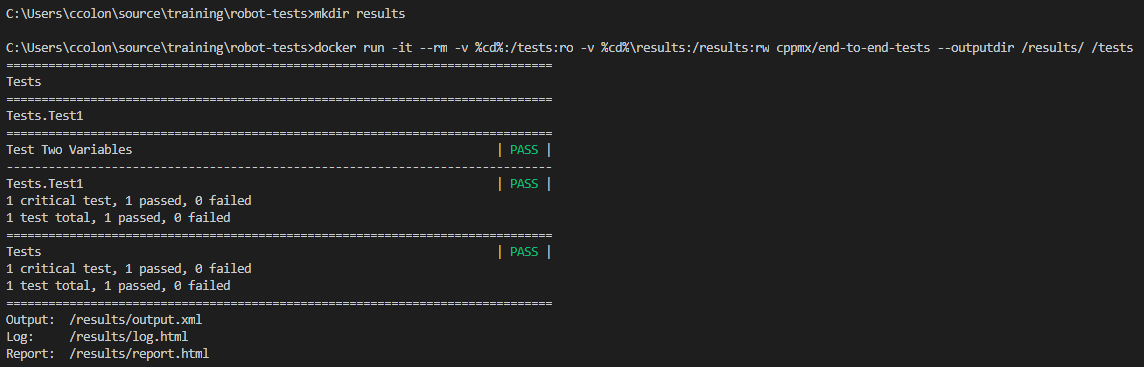 C:\Users\ccolon\source\training\robot-tests>mkdir results
C:\Users\ccolon\source\training\robot-tests>docker run -it --rm -v %cd%:/tests:ro -v %cd%\results:/results:rw cppmx/end-to-end-tests --outputdir /results/ /tests
==============================================================================
Tests
==============================================================================
Tests.Test1
==============================================================================
Test Two Variables                                                    | PASS |
------------------------------------------------------------------------------
Tests.Test1                                                           | PASS |
1 critical test, 1 passed, 0 failed
1 test total, 1 passed, 0 failed
==============================================================================
Tests                                                                 | PASS |
1 critical test, 1 passed, 0 failed
1 test total, 1 passed, 0 failed
==============================================================================
Output:  /results/output.xml
Log:     /results/log.html
Report:  /results/report.html